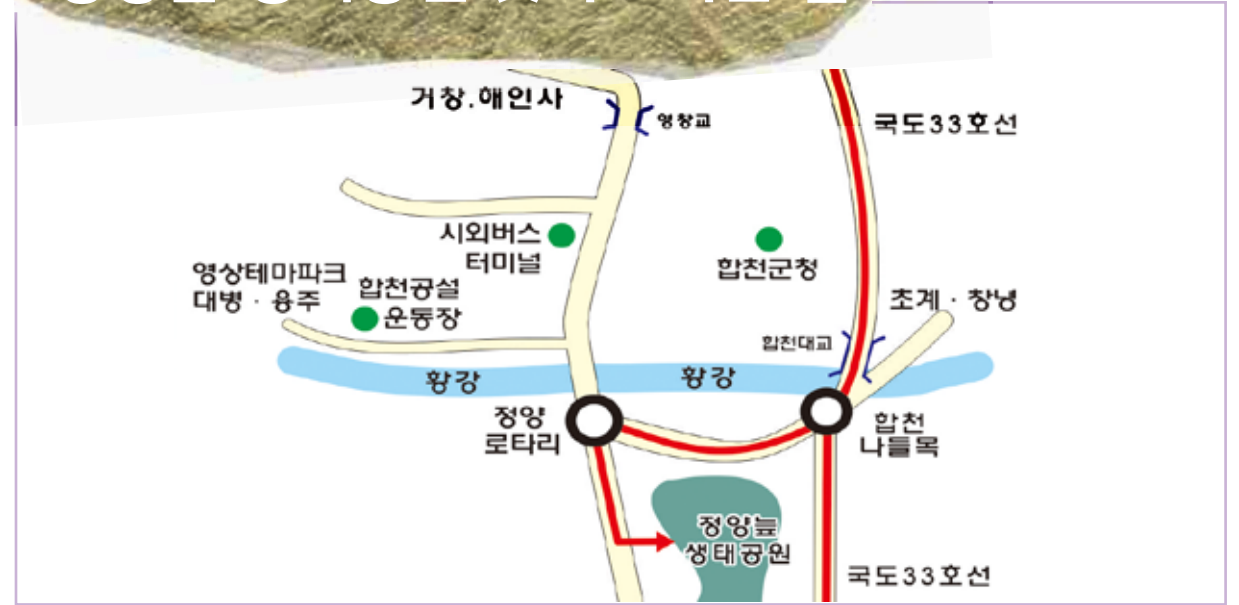 거창.해인사
영창교
국도33호선
시외버스
터미널
합천군청
영상테마파크
대병 · 용주
합천공설
운동장
초계 · 창녕
합천대교
황강
황강
정양
로타리
합천
나들목
정양늪
생태공원
국도33호선